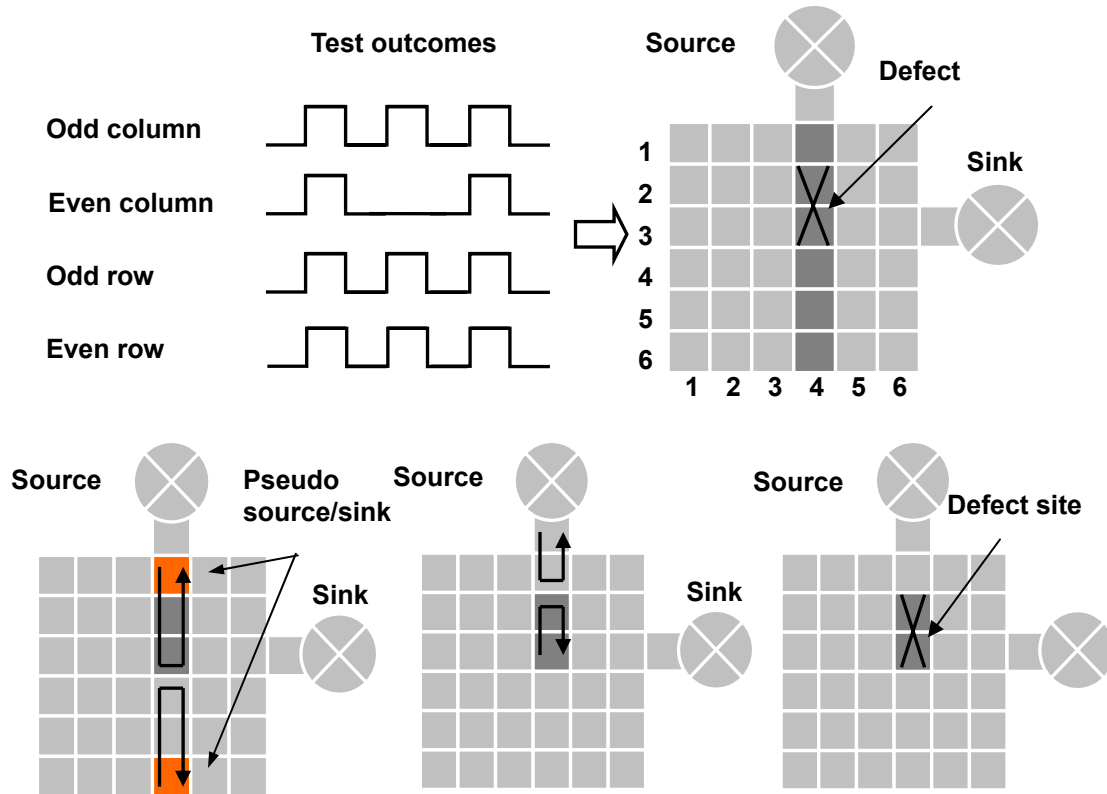 Test outcomes
Odd column
Even column
Odd row
Even row
Source
Defect
Sink
1
2
3
4
5
6
1 2 3 4 5 6
Source
Pseudo
source/sink
Sink
Source
Sink
Source
Defect site